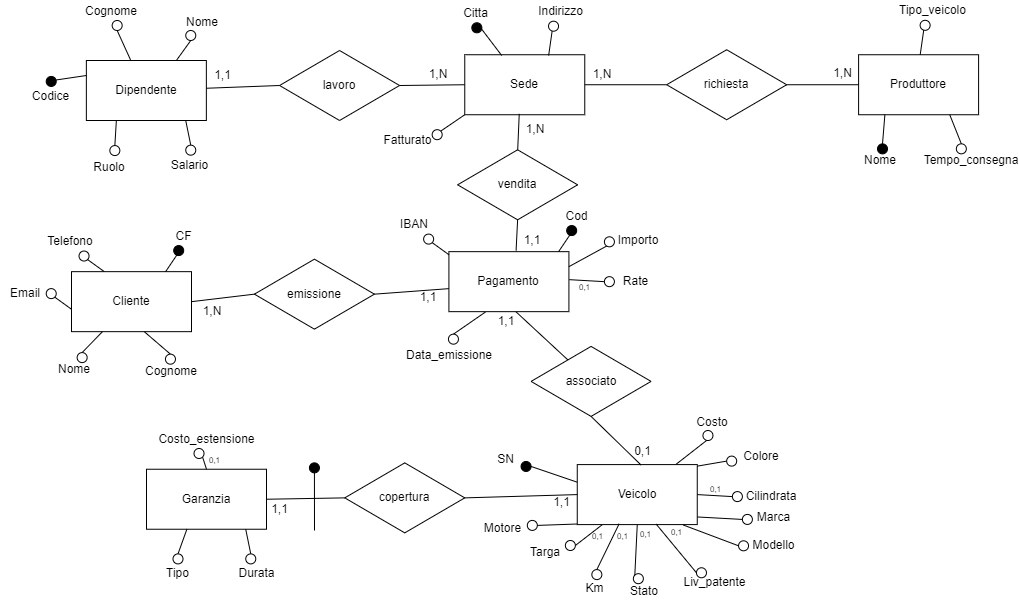 Cognome
Nome
Citta
Indirizzo
Tipo_veicolo
Codice
Dipendente
1,1
lavoro
1,N
Sede
1,N
richiesta
1,N
Produttore
Ruolo
Salario
Fatturato
1,N
Nome
Tempo_consegna
vendita
Telefono
CF
IBAN
1,1
Cod
Importo
Email
Cliente
1,N
emissione
1,1
Pagamento
0,1
Rate
Nome
Cognome
Data_emissione
1,1
associato
Costo_estensione
0,1
0,1
Costo
SN
Colore
Garanzia
1,1
copertura
1,1
Veicolo
0,1
Cilindrata
Marca
Motore
Targa
0,1
0,1
0,1
0,1
Modello
Tipo
Durata
Km
Stato
Liv_patente